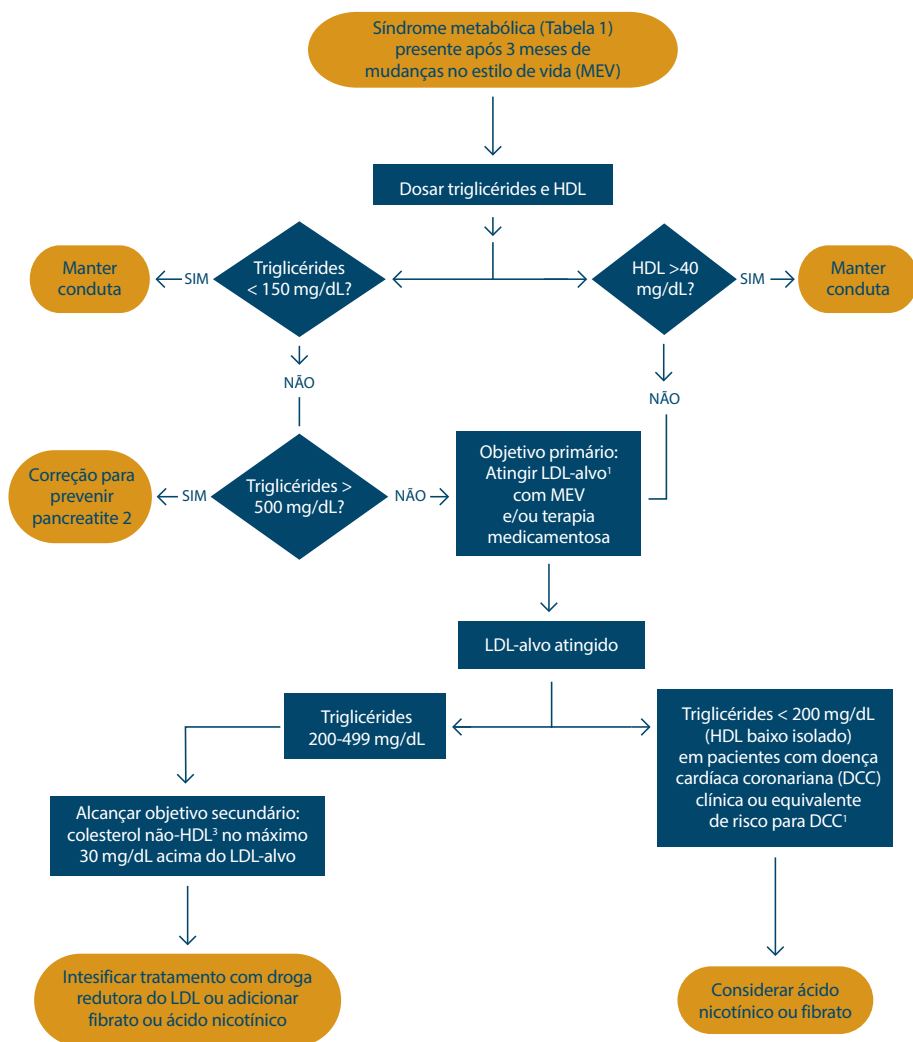 Síndrome metabólica (Tabela 1)
presente após 3 meses de
mudanças no estilo de vida (MEV)
Dosar triglicérides e HDL
Manter
conduta
SIM
Triglicérides
< 150 mg/dL?
HDL >40
mg/dL?
SIM
Manter
conduta
NÃO
NÃO
Correção para
prevenir
pancreatite 2
SIM
Triglicérides >
500 mg/dL?
NÃO
Objetivo primário:
Atingir LDL-alvo¹
com MEV
e/ou terapia
medicamentosa
LDL-alvo atingido
Triglicérides
200-499 mg/dL
Triglicérides < 200 mg/dL
(HDL baixo isolado)
em pacientes com doença
cardíaca coronariana (DCC)
clínica ou equivalente
de risco para DCC¹
Alcançar objetivo secundário:
colesterol não-HDL³ no máximo
30 mg/dL acima do LDL-alvo
Intesificar tratamento com droga
redutora do LDL ou adicionar
fibrato ou ácido nicotínico
Considerar ácido
nicotínico ou fibrato